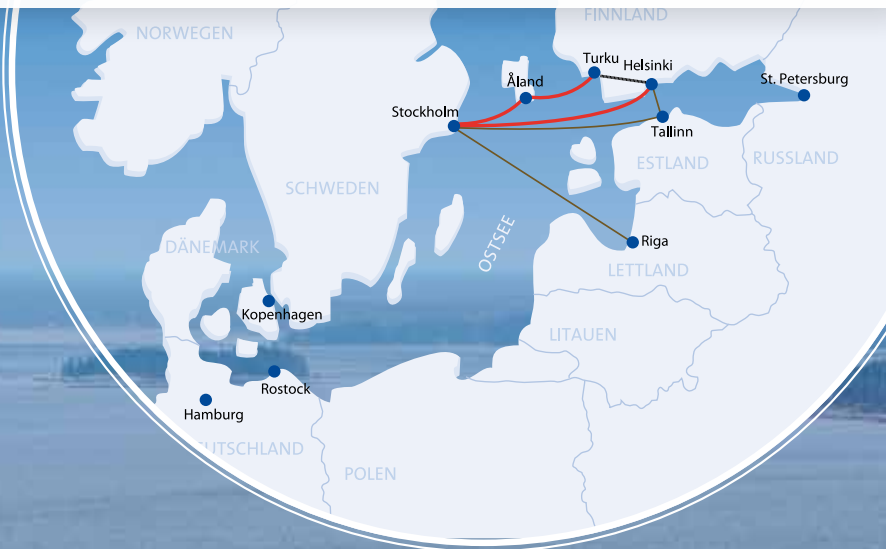 FINNLAND
NORWEGEN
Turku
Helsinki
Åland
St. Petersburg
Stockholm
Tallinn
ESTLAND
RUSSLAND
SCHWEDEN
OSTSEE
Riga
DÄNEMARK
LETTLAND
Kopenhagen
LITAUEN
Rostock
Hamburg
UTSCHLAND
POLEN